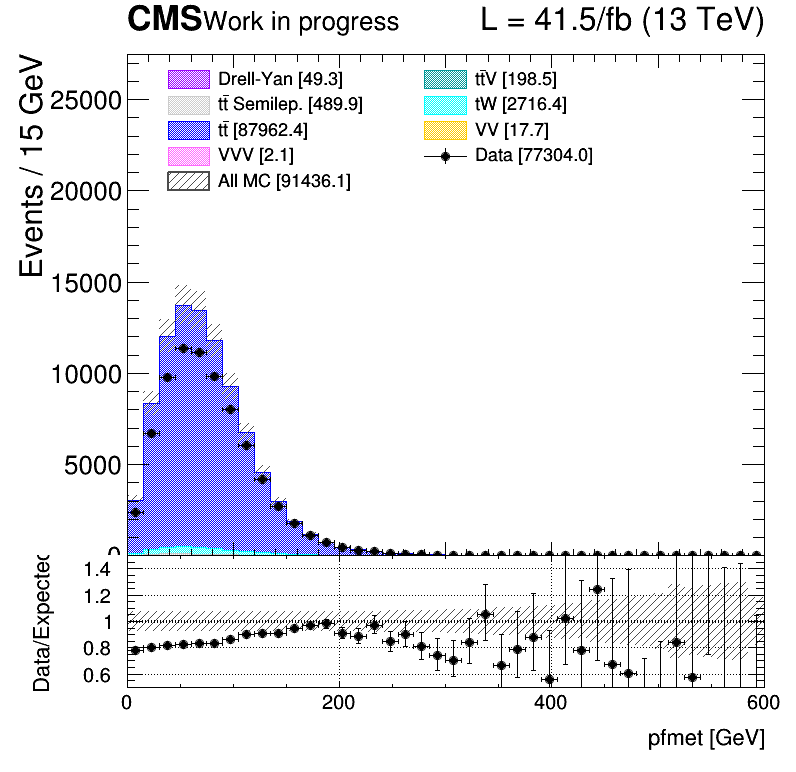 CMS Work in progress L = 41.5/fb (13 TeV)
Events / 15 GeV
25000
20000
15000
10000
5000
0
Drell-Yan [49.3]
tt̄ Semilep. [489.9]
tt̄ [87962.4]
VVV [2.1]
All MC [91436.1]
tt̄V [198.5]
tW [2716.4]
VV [17.7]
Data [77304.0]
Data/Expected
1.4
1.2
1
0.8
0.6
0 200 400 600
pfmet [GeV]